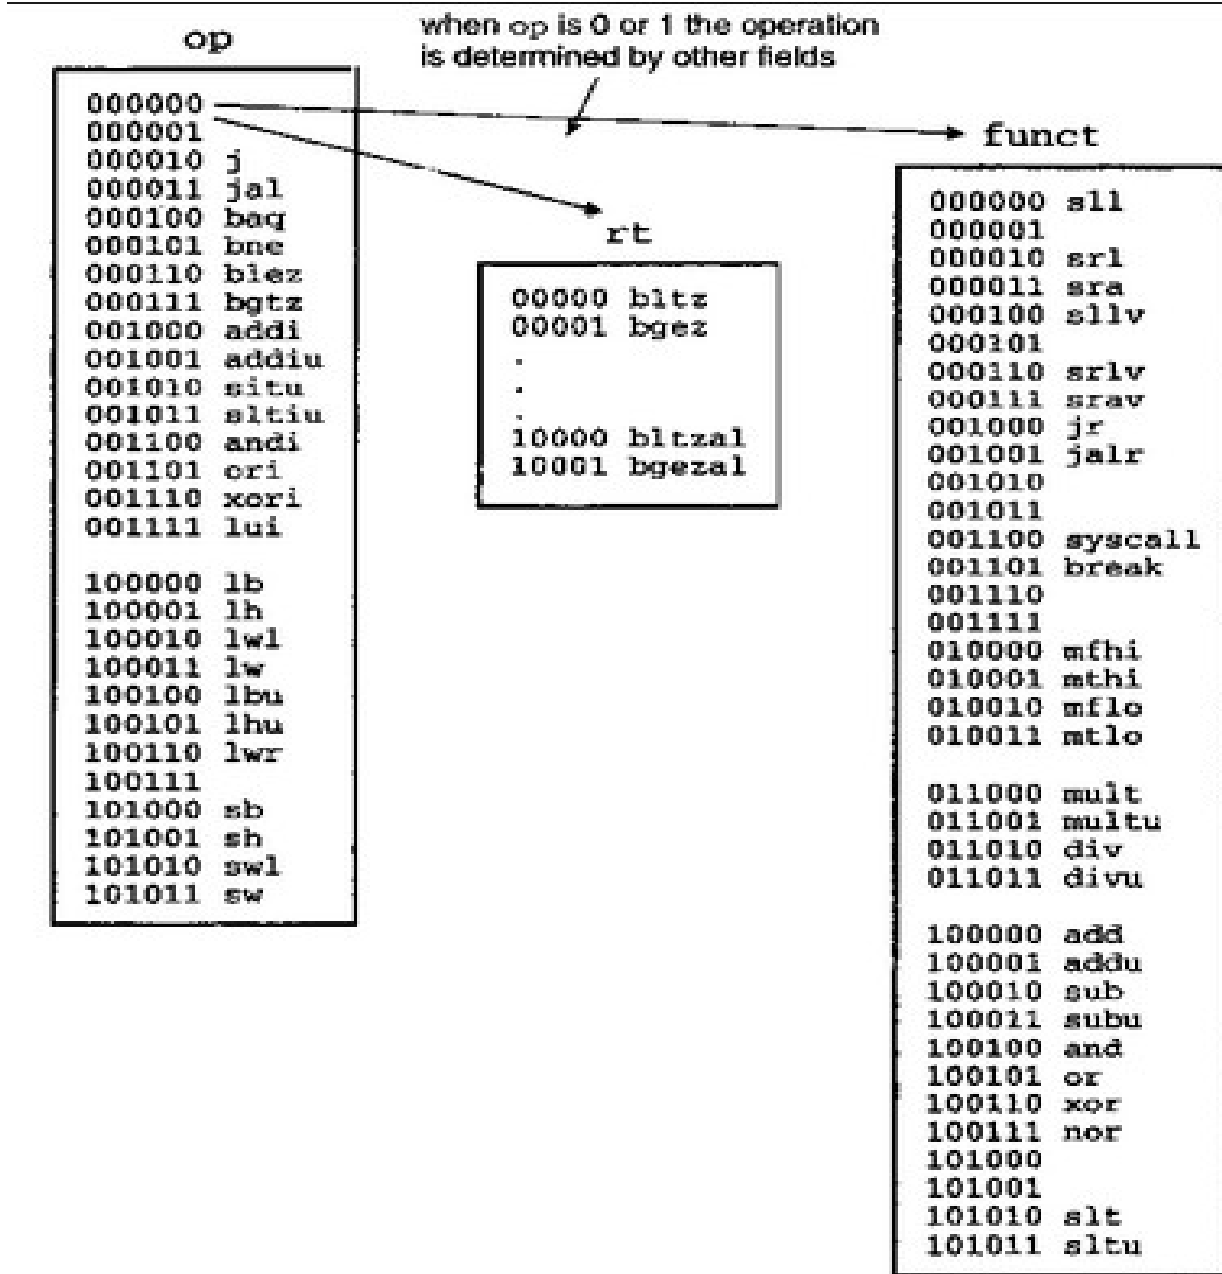 op
when op is 0 or 1 the operation
is determined by other fields
000000
000001
000010 j
000011 jal
000100 baq
000101 bne
000110 blez
000111 bgtz
001000 addi
001001 addiu
001010 situ
001011 sltiu
001100 andi
001101 ori
001110 xori
001111 lui
100000 lb
100001 lh
100010 lwl
100011 lw
100100 lbu
100101 lhu
100110 lwr
100111
101000 sb
101001 sh
101010 swl
101011 sw
rt
00000 bltz
00001 bgez
.
.
.
10000 bltzal
10001 bgezal
funct
000000 sll
000001
000010 srl
000011 sra
000100 sllv
000101
000110 srlv
000111 srav
001000 jr
001001 jalr
001010
001011
001100 syscall
001101 break
001110
001111
010000 mfhi
010001 mthi
010010 mflo
010011 mtlo
011000 mult
011001 multu
011010 div
011011 divu
100000 add
100001 addu
100010 sub
100011 subu
100100 and
100101 or
100110 xor
100111 nor
101000
101001
101010 slt
101011 sltu